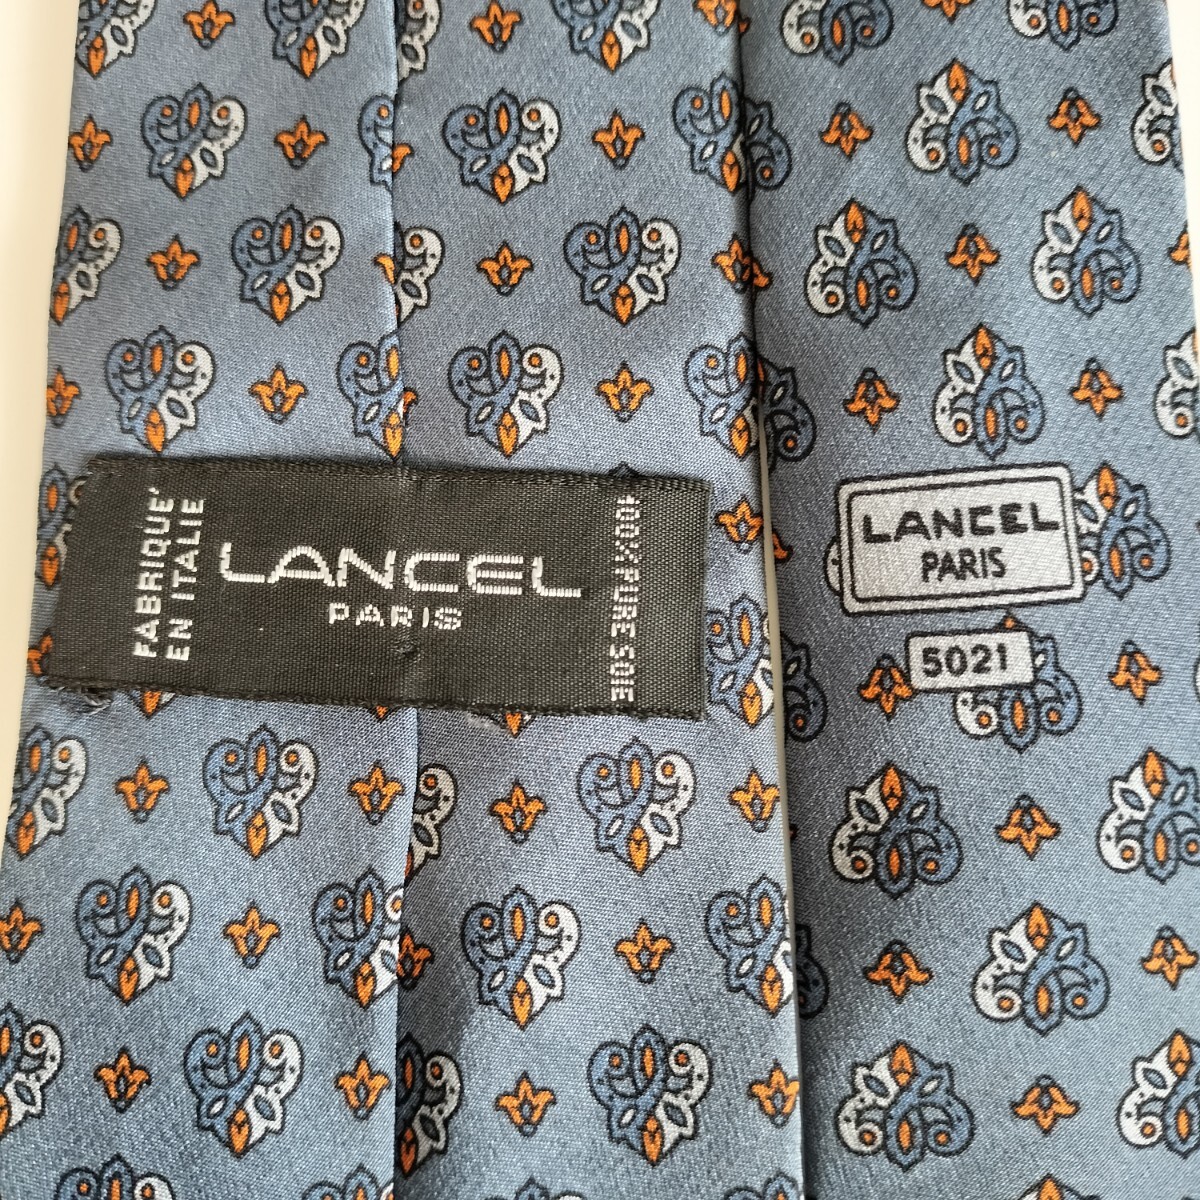 FABRIQUE'
EN ITALIE
LANCEL
PARIS
100% PURE SOIE
LANCEL
PARIS
5021